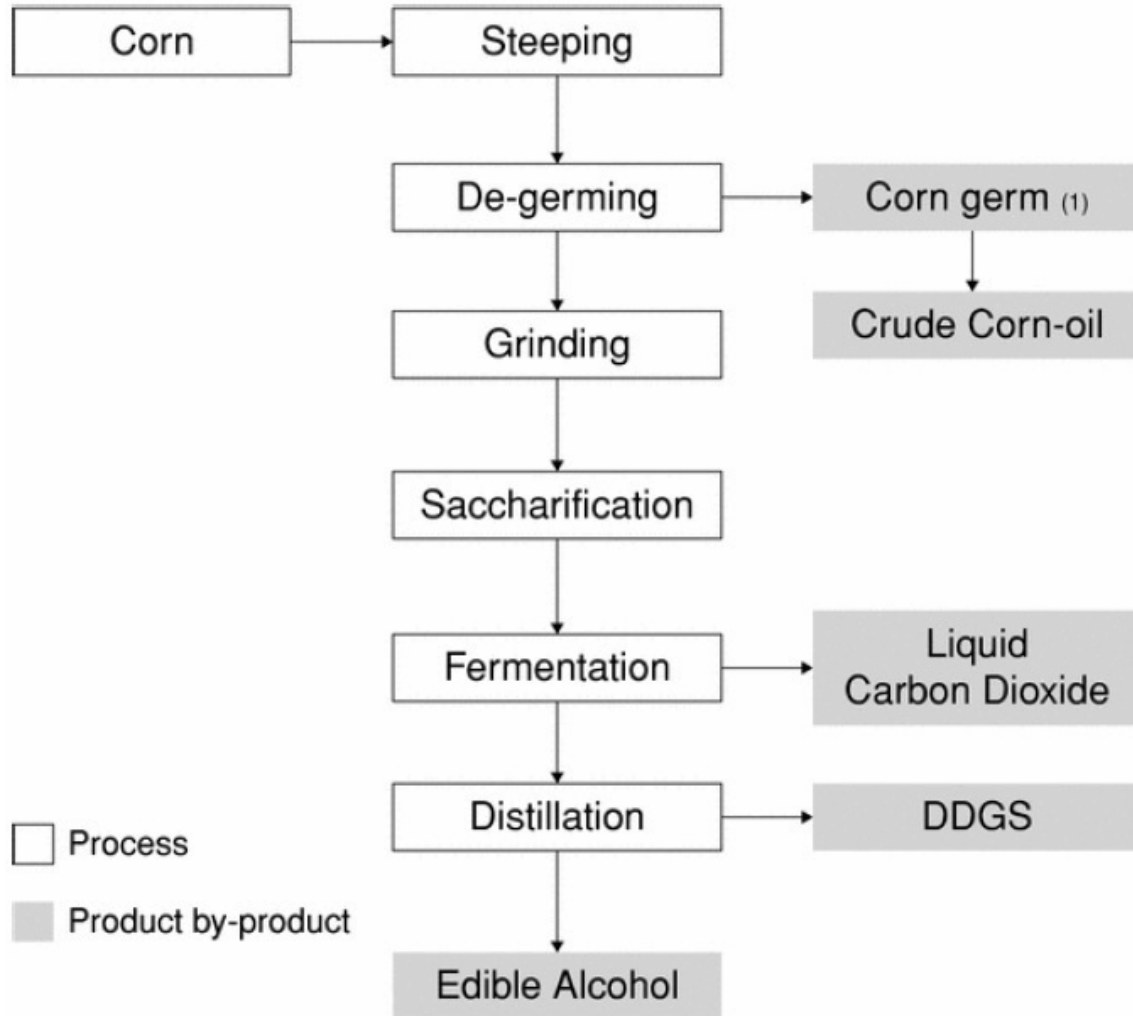 Corn
Steeping
De-germing
Corn germ (1)
Crude Corn-oil
Grinding
Saccharification
Fermentation
Liquid
Carbon Dioxide
Distillation
DDGS
Process
Product by-product
Edible Alcohol